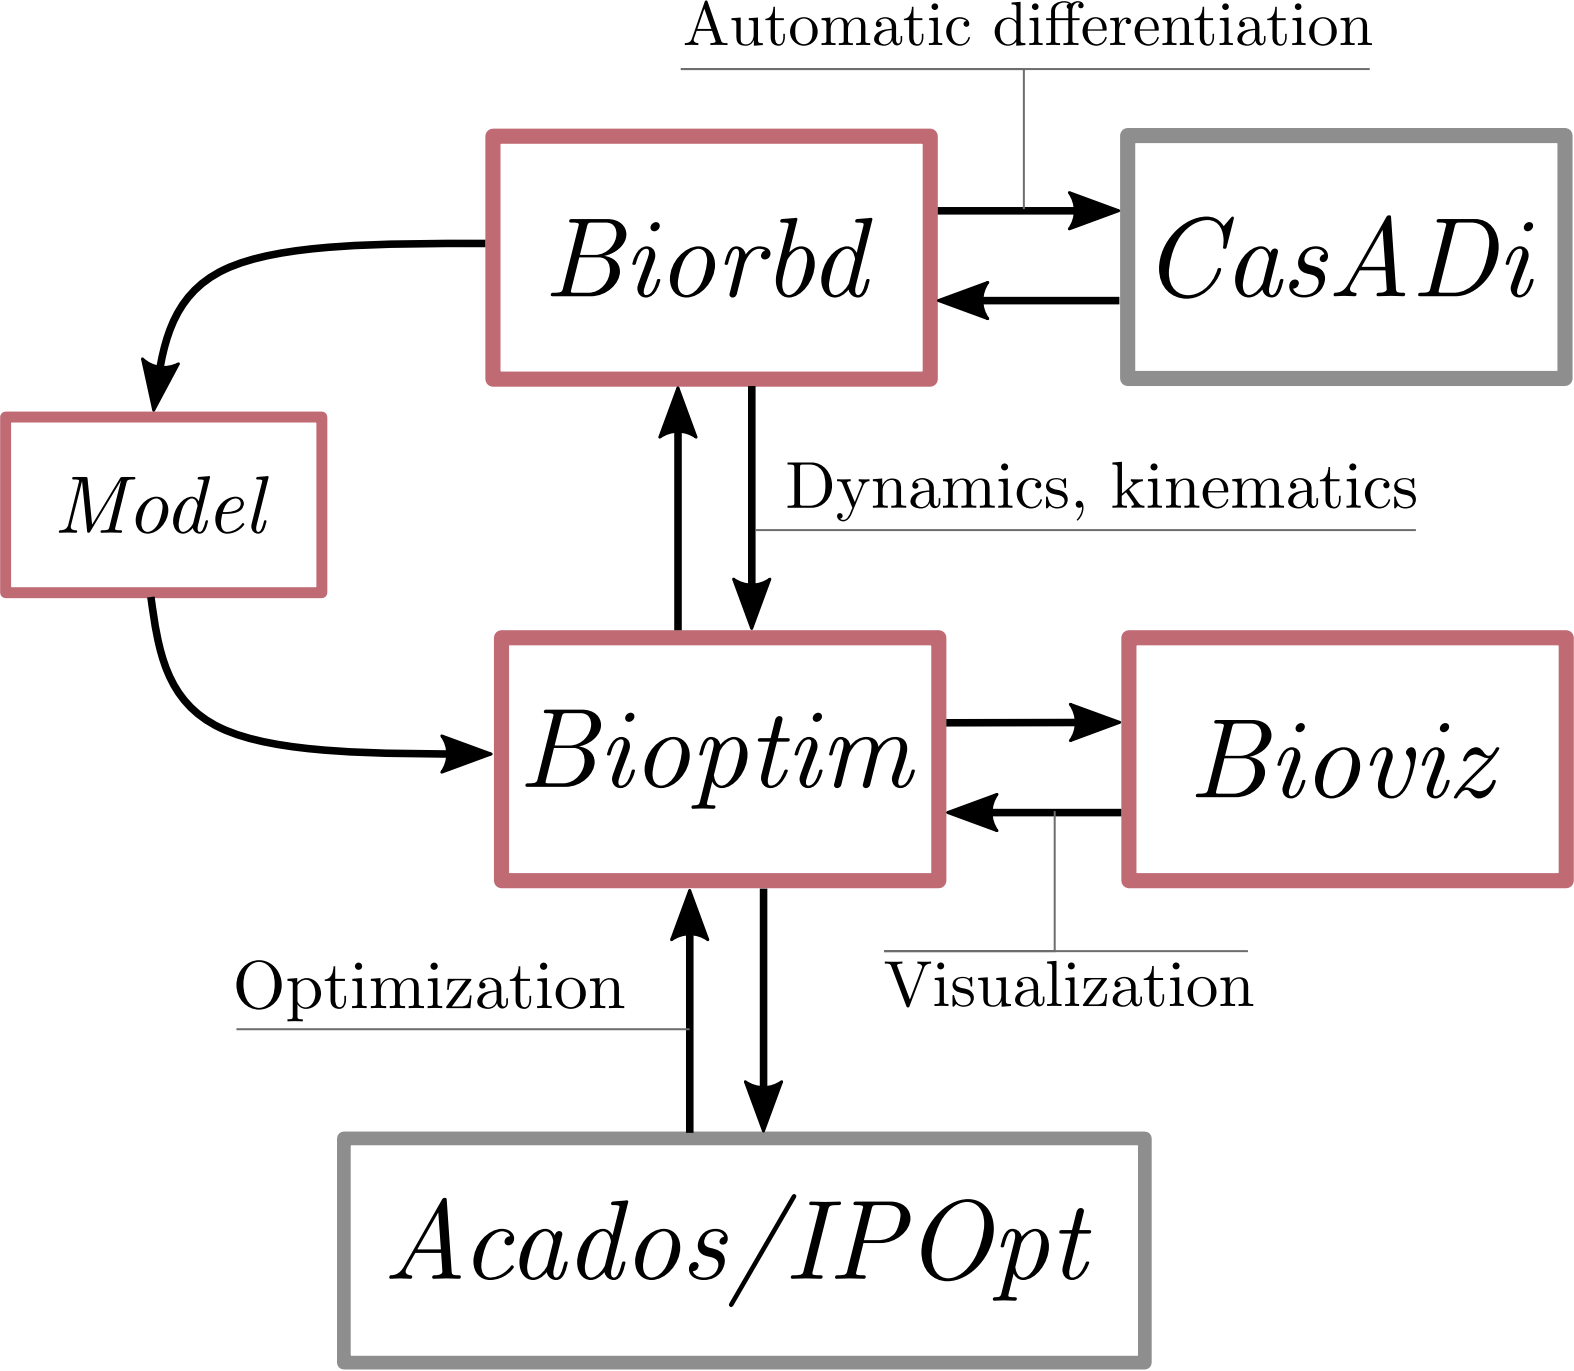 Automatic differentiation
Biorbd
CasADi
Model
Dynamics, kinematics
Bioptim
Bioviz
Optimization
Visualization
Acados/IPOpt